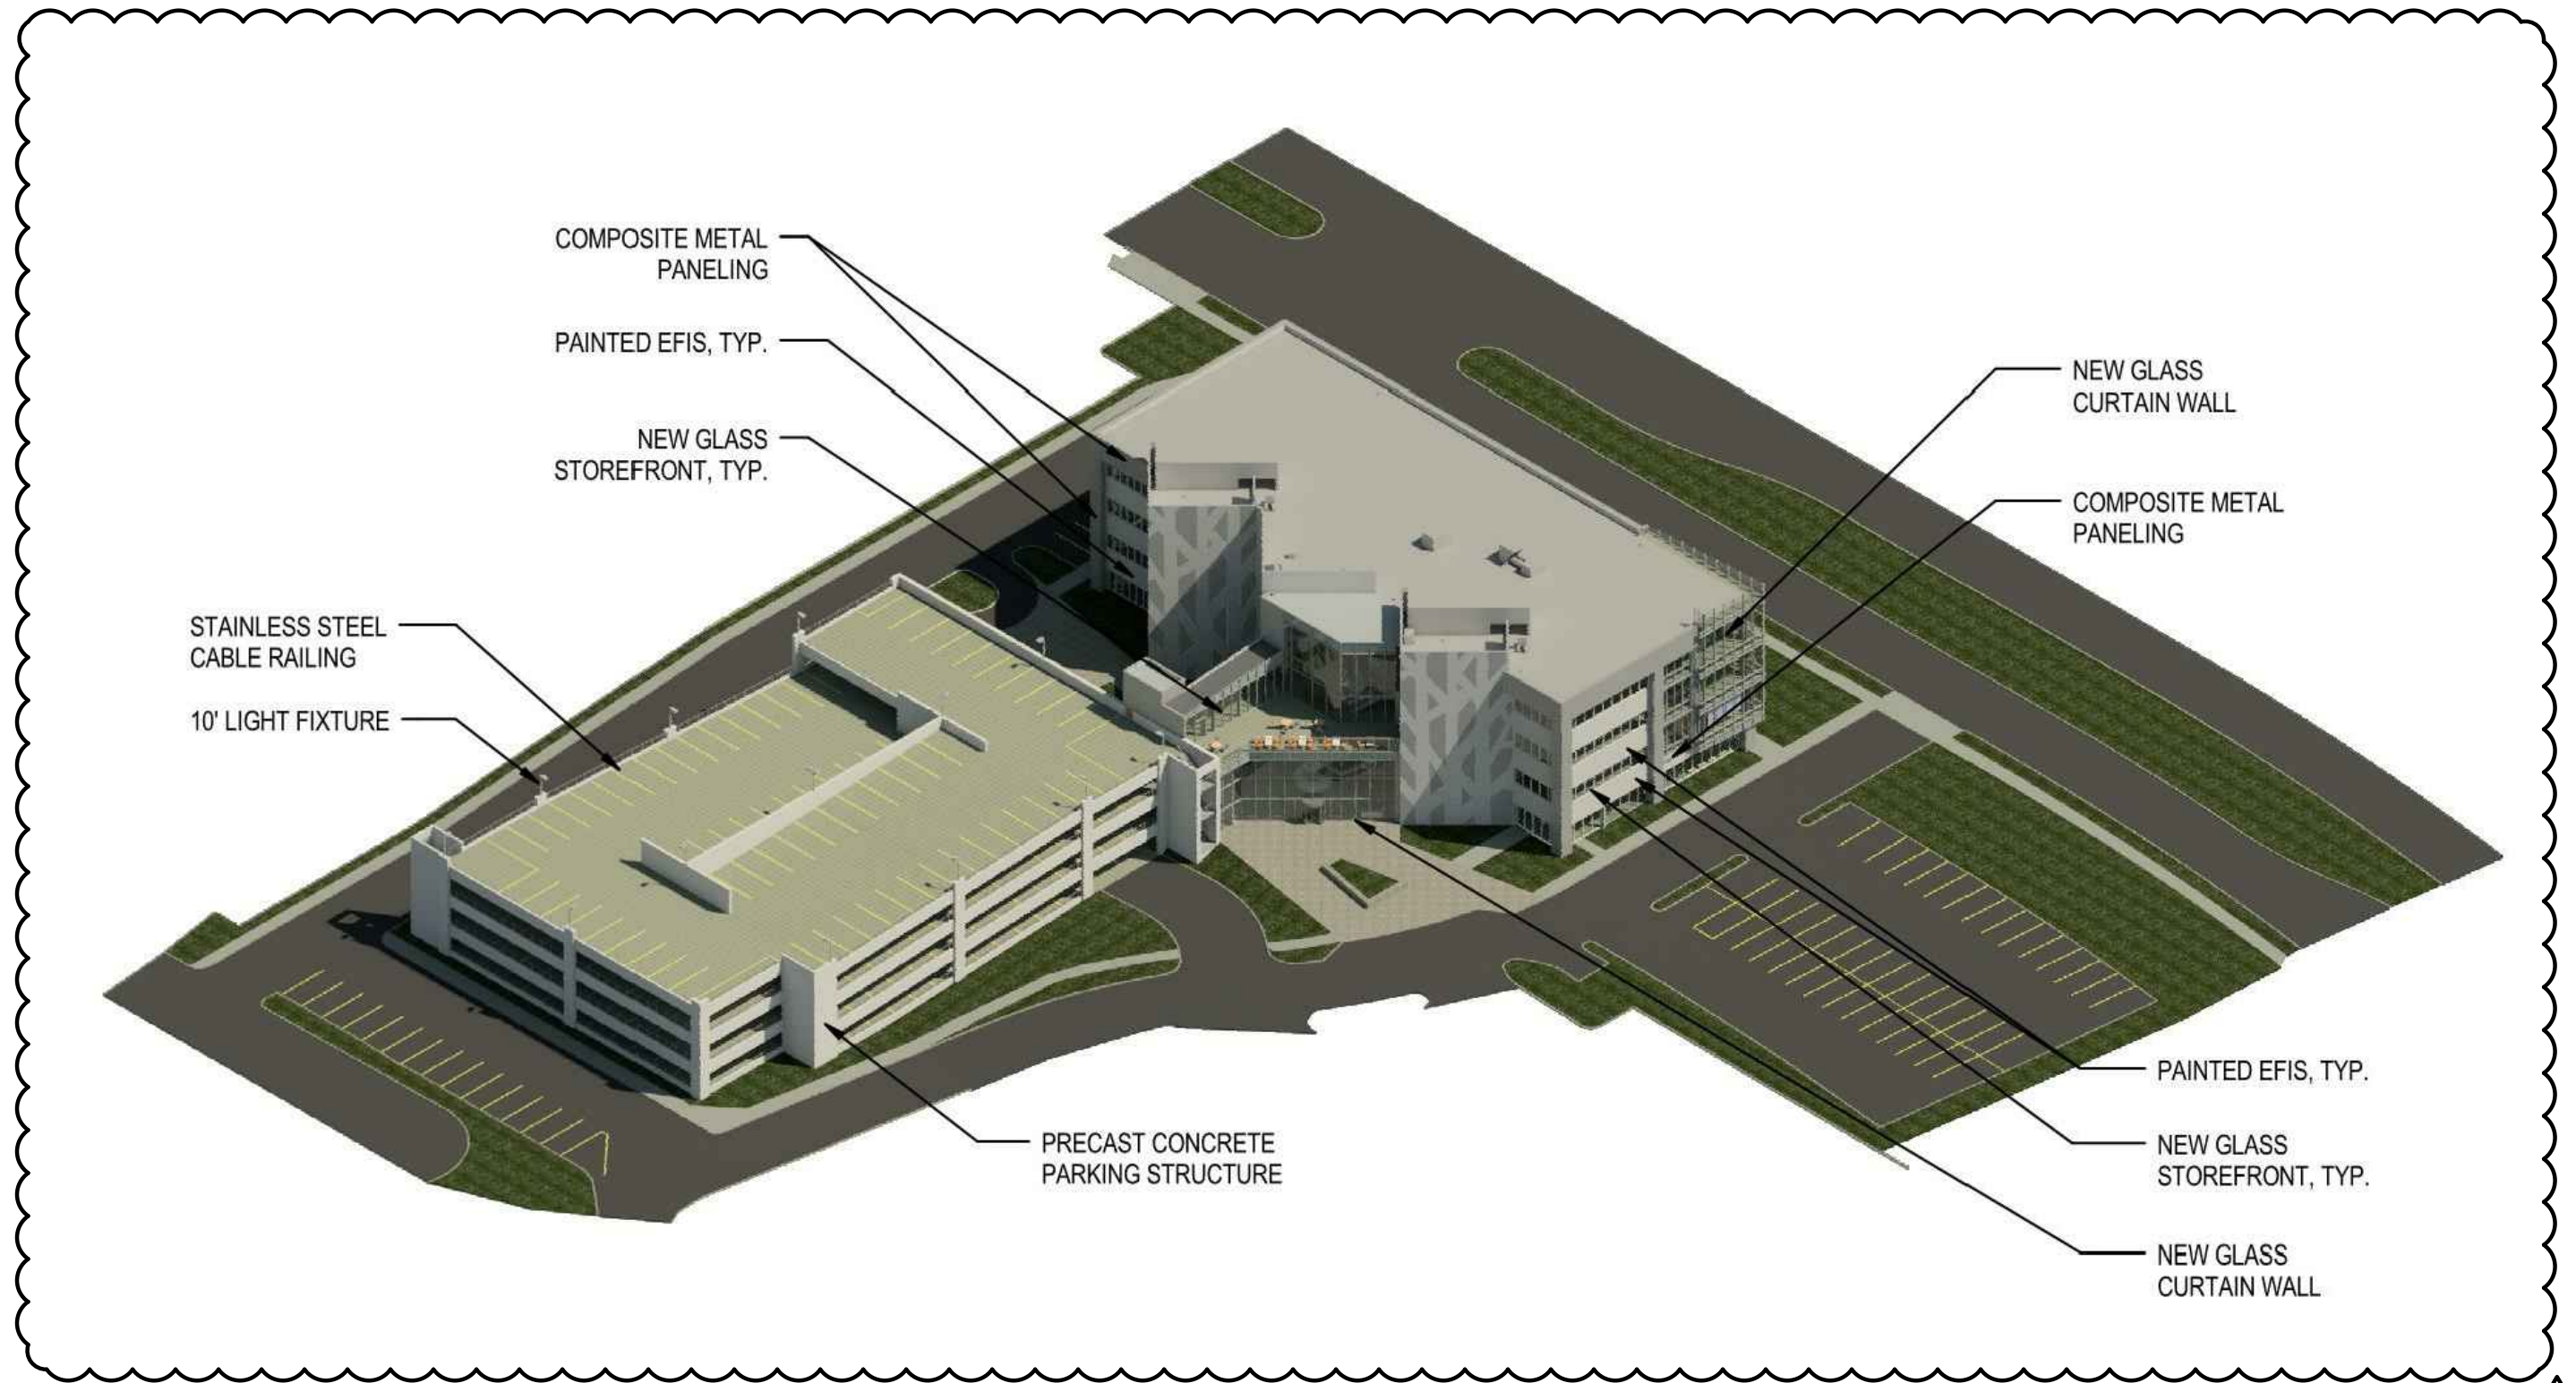 COMPOSITE METAL
PANELING
PAINTED EFIS, TYP.
NEW GLASS
STOREFRONT, TYP.
STAINLESS STEEL
CABLE RAILING
10' LIGHT FIXTURE
NEW GLASS
CURTAIN WALL
COMPOSITE METAL
PANELING
PRECAST CONCRETE
PARKING STRUCTURE
PAINTED EFIS, TYP.
NEW GLASS
STOREFRONT, TYP.
NEW GLASS
CURTAIN WALL